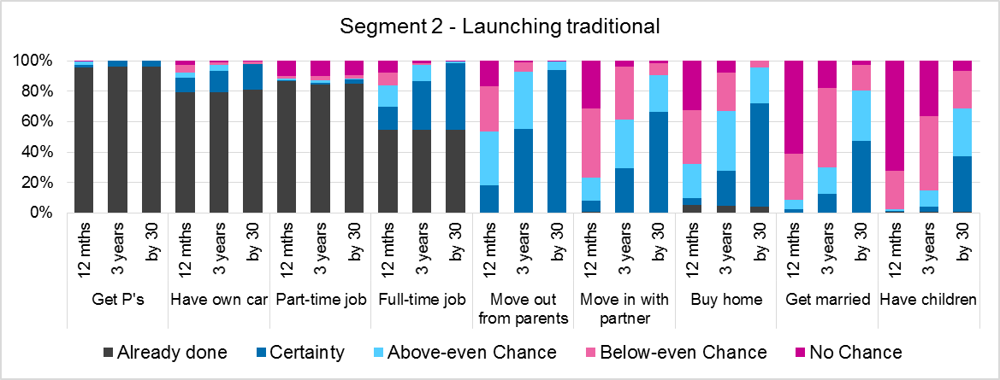 Segment 2 - Launching traditional
100%
80%
60%
40%
20%
0%
12 mths 3 years by 30 12 mths 3 years by 30 12 mths 3 years by 30 12 mths 3 years by 30 12 mths 3 years by 30 12 mths 3 years by 30 12 mths 3 years by 30 12 mths 3 years by 30 12 mths 3 years by 30
Get P's Have own car Part-time job Full-time job Move out Move in with Buy home Get married Have children
from parents partner
Already done Certainty Above-even Chance Below-even Chance No Chance